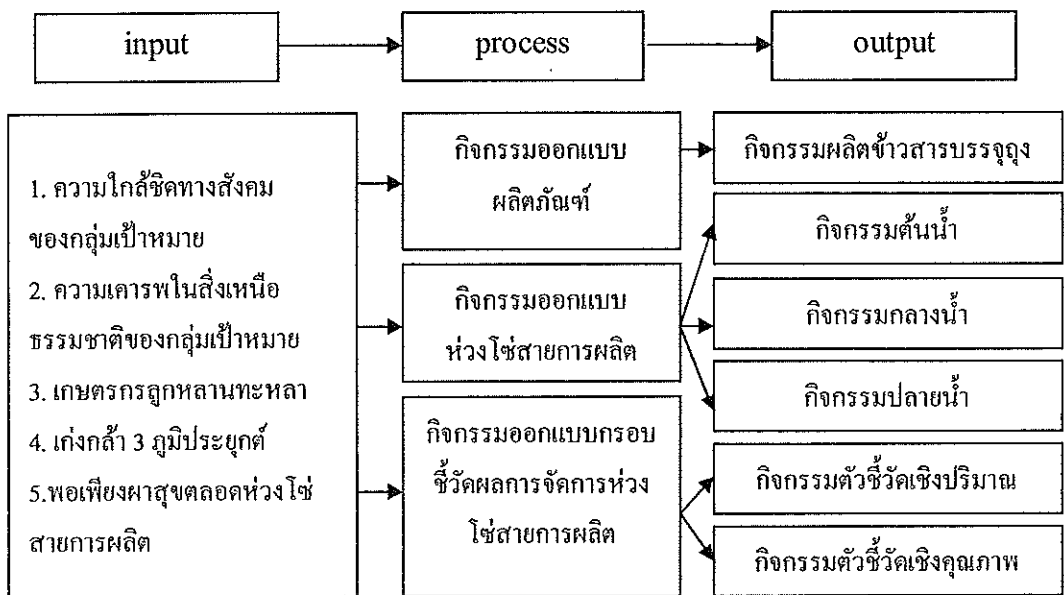 input
process
output
1. ความใกล้ชิดทางสังคม
ของกลุ่มเป้าหมาย
2. ความเคารพในสิ่งเหนือ
ธรรมชาติของกลุ่มเป้าหมาย
3. เกษตรกรลูกหลานทะหลา
4. เก่งกล้า 3 ภูมิประยุกต์
5.พอเพียงผาสุขตลอดห่วงโซ่
สายการผลิต
กิจกรรมออกแบบ
ผลิตภัณฑ์
กิจกรรมออกแบบ
ห่วงโซ่สายการผลิต
กิจกรรมออกแบบกรอบ
ชี้วัดผลการจัดการห่วง
โซ่สายการผลิต
กิจกรรมผลิตข้าวสารบรรจุถุง
กิจกรรมต้นน้ำ
กิจกรรมกลางน้ำ
กิจกรรมปลายน้ำ
กิจกรรมตัวชี้วัดเชิงปริมาณ
กิจกรรมตัวชี้วัดเชิงคุณภาพ